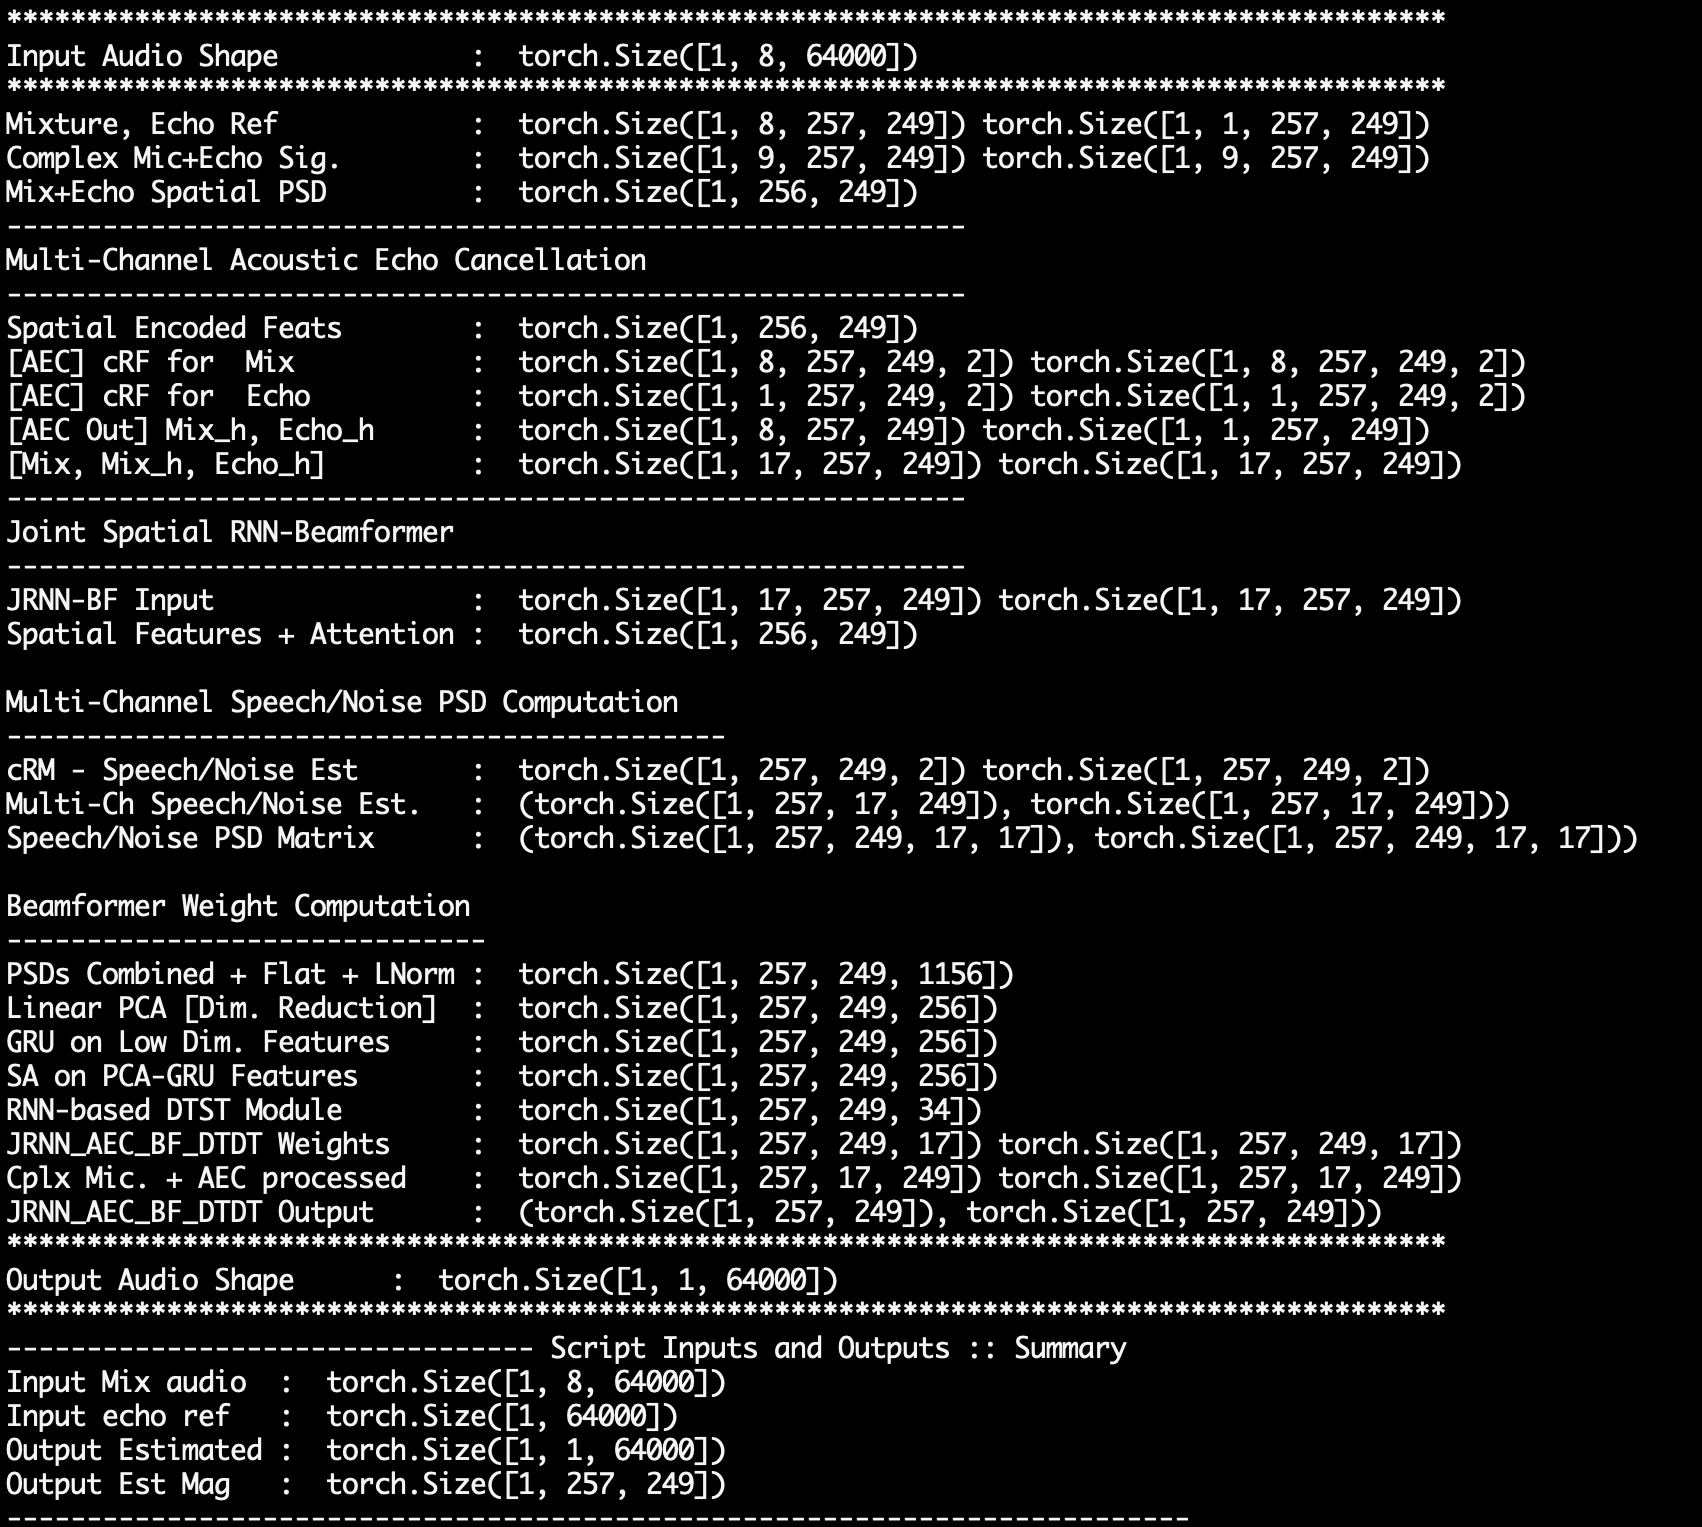 ******************************************************************************************
Input Audio Shape            :  torch.Size([1, 8, 64000])
******************************************************************************************
Mixture, Echo Ref            :  torch.Size([1, 8, 257, 249]) torch.Size([1, 1, 257, 249])
Complex Mic+Echo Sig.        :  torch.Size([1, 9, 257, 249]) torch.Size([1, 9, 257, 249])
Mix+Echo Spatial PSD         :  torch.Size([1, 256, 249])
------------------------------------------------------------
Multi-Channel Acoustic Echo Cancellation
------------------------------------------------------------
Spatial Encoded Feats        :  torch.Size([1, 256, 249])
[AEC] cRF for  Mix           :  torch.Size([1, 8, 257, 249, 2]) torch.Size([1, 8, 257, 249, 2])
[AEC] cRF for  Echo          :  torch.Size([1, 1, 257, 249, 2]) torch.Size([1, 1, 257, 249, 2])
[AEC Out] Mix_h, Echo_h      :  torch.Size([1, 8, 257, 249]) torch.Size([1, 1, 257, 249])
[Mix, Mix_h, Echo_h]         :  torch.Size([1, 17, 257, 249]) torch.Size([1, 17, 257, 249])
------------------------------------------------------------
Joint Spatial RNN-Beamformer
------------------------------------------------------------
JRNN-BF Input                :  torch.Size([1, 17, 257, 249]) torch.Size([1, 17, 257, 249])
Spatial Features + Attention :  torch.Size([1, 256, 249])
Multi-Channel Speech/Noise PSD Computation
---------------------------------------------
cRM - Speech/Noise Est       :  torch.Size([1, 257, 249, 2]) torch.Size([1, 257, 249, 2])
Multi-Ch Speech/Noise Est.   :  (torch.Size([1, 257, 17, 249]), torch.Size([1, 257, 17, 249]))
Speech/Noise PSD Matrix      :  (torch.Size([1, 257, 249, 17, 17]), torch.Size([1, 257, 249, 17, 17]))
Beamformer Weight Computation
------------------------------
PSDs Combined + Flat + LNorm :  torch.Size([1, 257, 249, 1156])
Linear PCA [Dim. Reduction]  :  torch.Size([1, 257, 249, 256])
GRU on Low Dim. Features     :  torch.Size([1, 257, 249, 256])
SA on PCA-GRU Features       :  torch.Size([1, 257, 249, 256])
RNN-based DTST Module        :  torch.Size([1, 257, 249, 34])
JRNN_AEC_BF_DTDT Weights     :  torch.Size([1, 257, 249, 17]) torch.Size([1, 257, 249, 17])
Cplx Mic. + AEC processed    :  torch.Size([1, 257, 17, 249]) torch.Size([1, 257, 17, 249])
JRNN_AEC_BF_DTDT Output      :  (torch.Size([1, 257, 249]), torch.Size([1, 257, 249]))
******************************************************************************************
Output Audio Shape      :  torch.Size([1, 1, 64000])
******************************************************************************************
--------------------------------- Script Inputs and Outputs :: Summary
Input Mix audio  :  torch.Size([1, 8, 64000])
Input echo ref   :  torch.Size([1, 64000])
Output Estimated :  torch.Size([1, 1, 64000])
Output Est Mag   :  torch.Size([1, 257, 249])
--------------------------------------------------------------------------